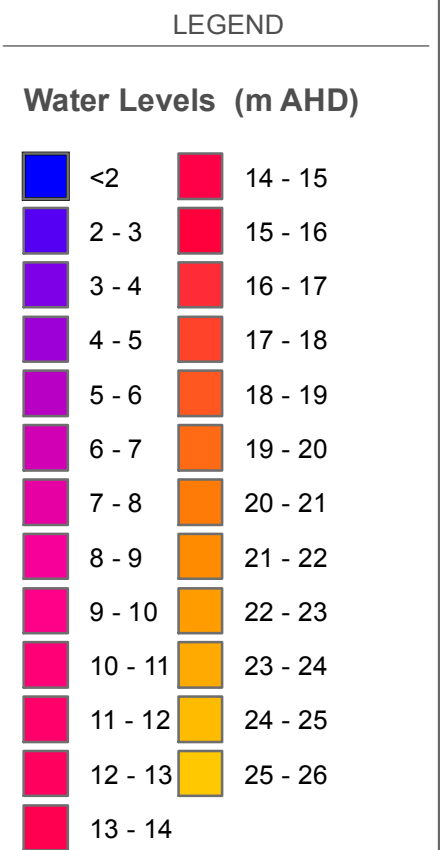 LEGEND
Water Levels (m AHD)
<2
2 - 3
3 - 4
4 - 5
5 - 6
6 - 7
7 - 8
8 - 9
9 - 10
10 - 11
11 - 12
12 - 13
13 - 14
14 - 15
15 - 16
16 - 17
17 - 18
18 - 19
19 - 20
20 - 21
21 - 22
22 - 23
23 - 24
24 - 25
25 - 26